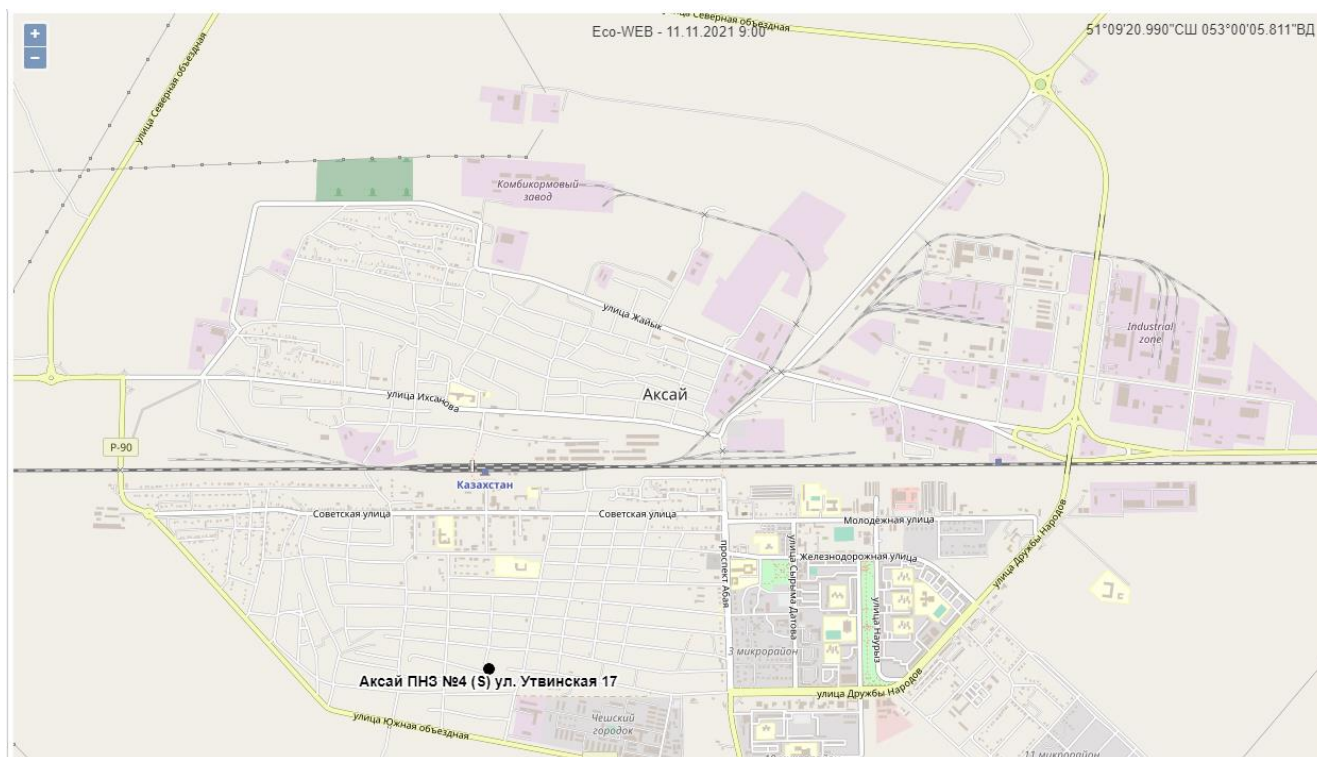 улица Северная объездная
Eco-WEB - 11.11.2021 9:00
51°09'20.990"СШ 053°00'05.811"ВД
+
−
улица Северная объездная
Комбикормовый
завод
улица Жайык
Industrial
zone
Аксай
улица Ихсанова
Р-90
Казахстан
Советская улица
Советская улица
Молодёжная улица
Железнодорожная улица
проспект Абая
улица Сырыма Датова
улица Наурыз
улица Дружбы Народов
3 микрорайон
Аксай ПНЗ №4 (S) ул. Утвинская 17
улица Дружбы Народов
улица Южная объездная
Чешский
городок
11 микрорайон